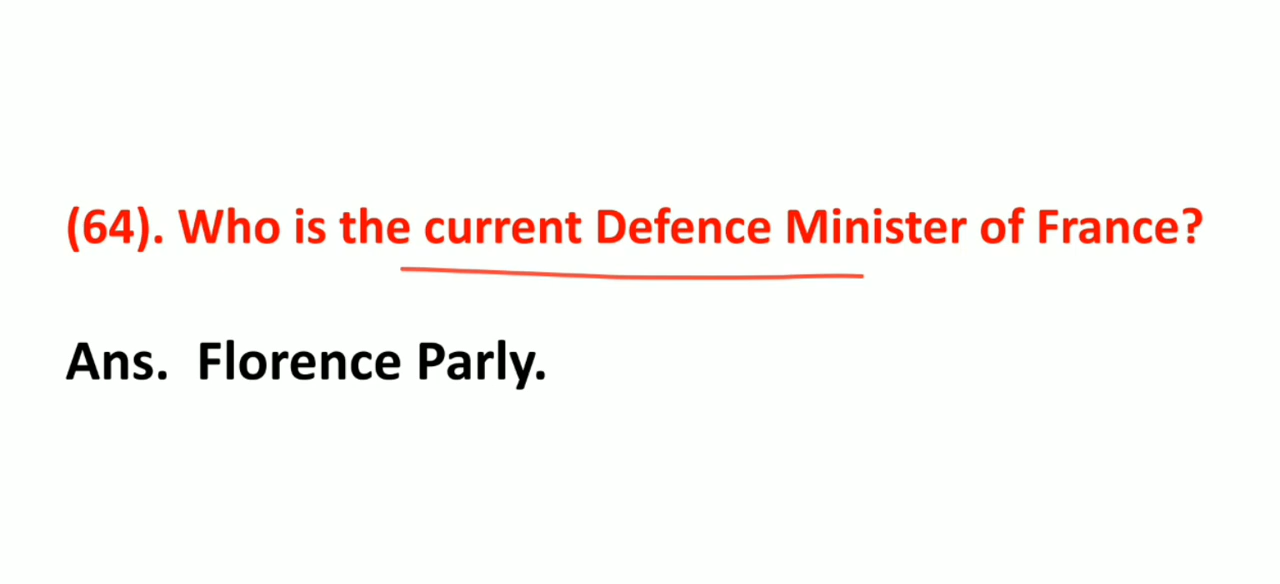 (64). Who is the current Defence Minister of France?
Ans. Florence Parly.